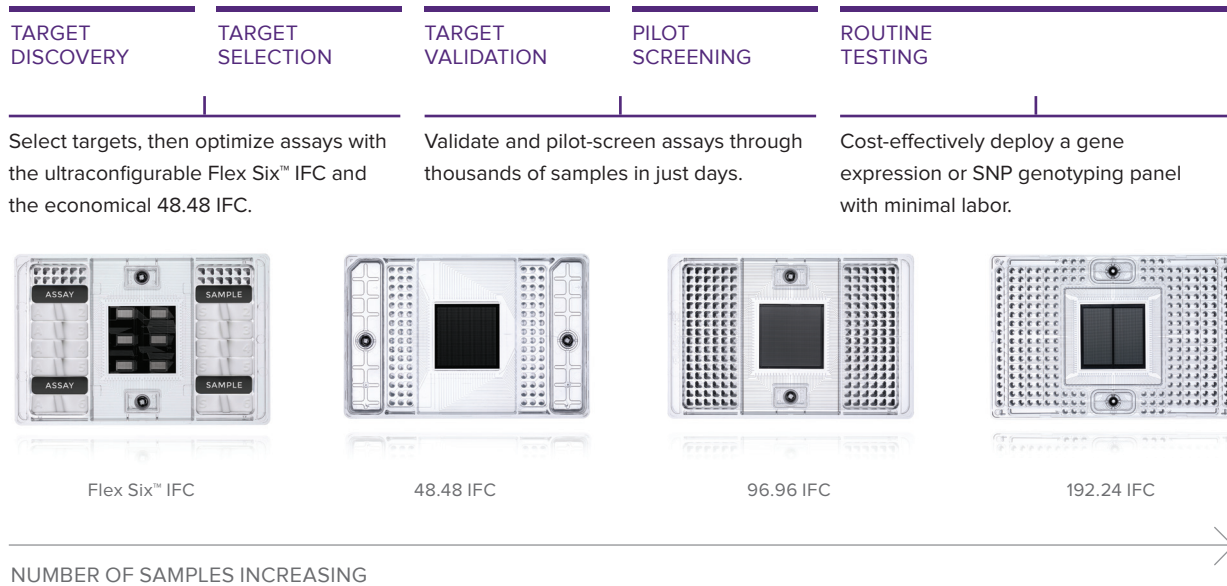 TARGET
DISCOVERY
TARGET
SELECTION
TARGET
VALIDATION
PILOT
SCREENING
ROUTINE
TESTING
Select targets, then optimize assays with
the ultraconfigurable Flex Six™ IFC and
the economical 48.48 IFC.
Validate and pilot-screen assays through
thousands of samples in just days.
Cost-effectively deploy a gene
expression or SNP genotyping panel
with minimal labor.
ASSAY
SAMPLE
ASSAY
SAMPLE
Flex Six™ IFC
48.48 IFC
96.96 IFC
192.24 IFC
NUMBER OF SAMPLES INCREASING